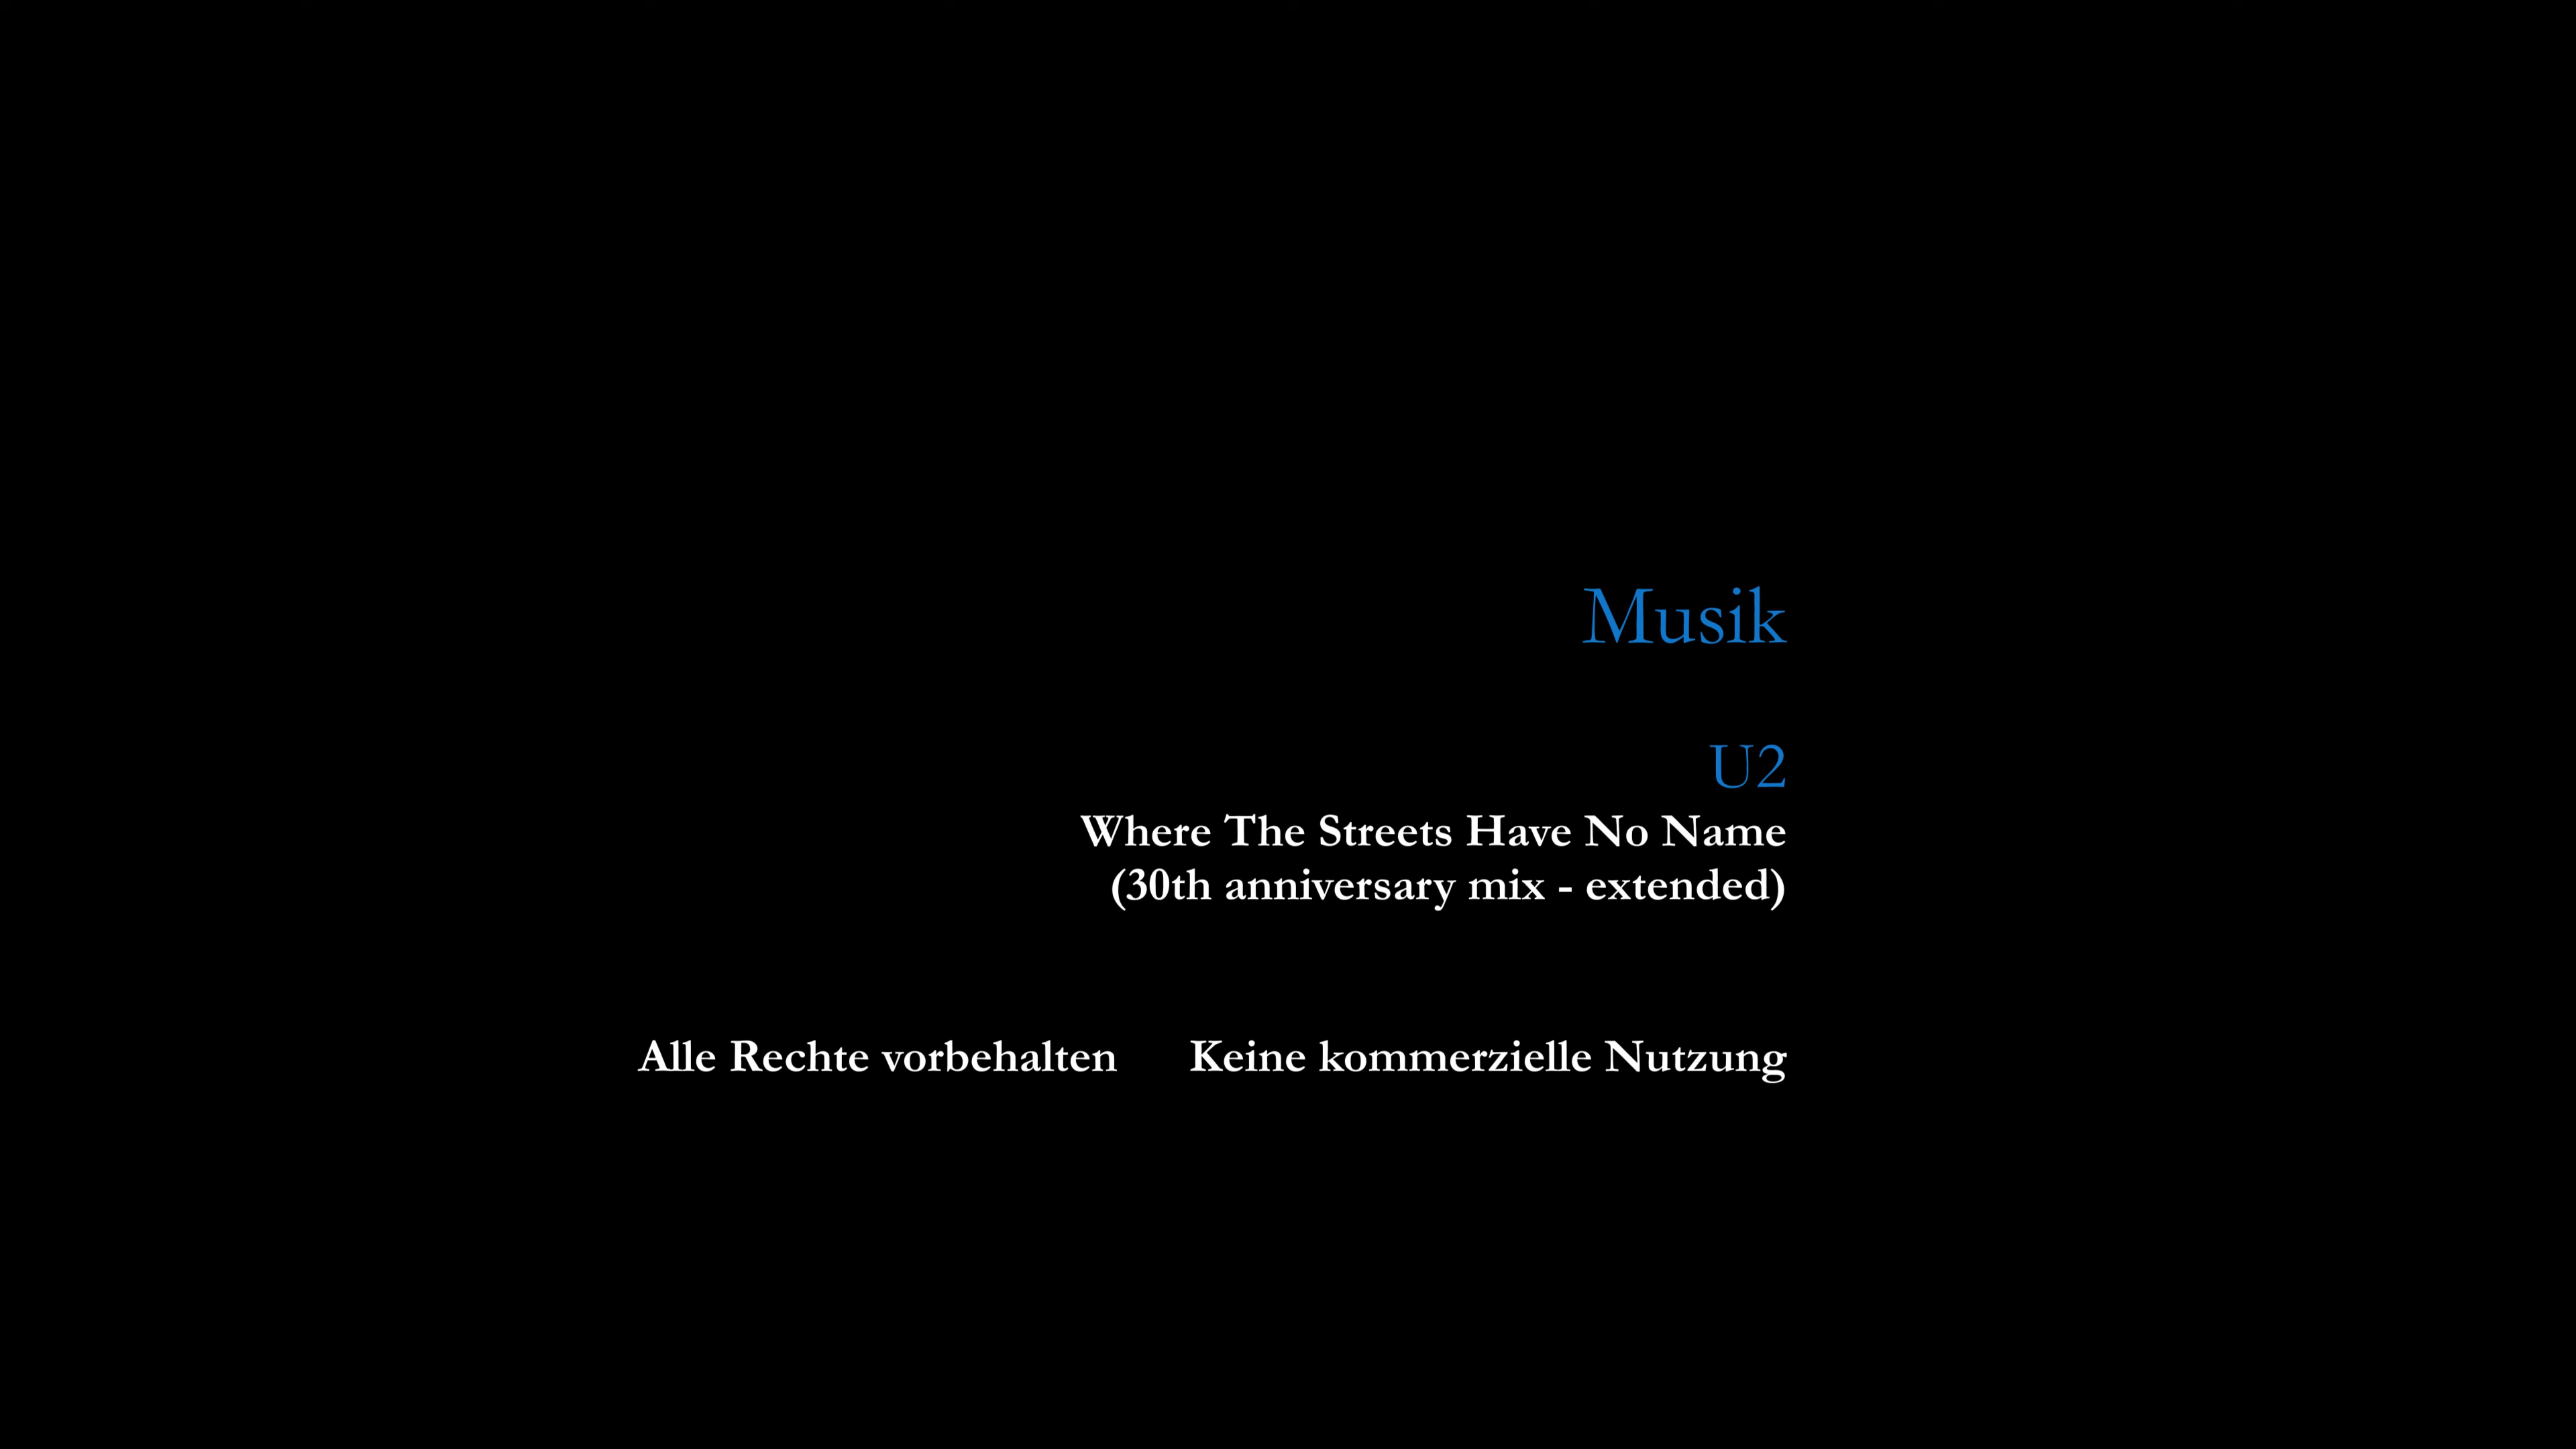 Musik
U2
Where The Streets Have No Name
(30th anniversary mix - extended)
Alle Rechte vorbehalten Keine kommerzielle Nutzung